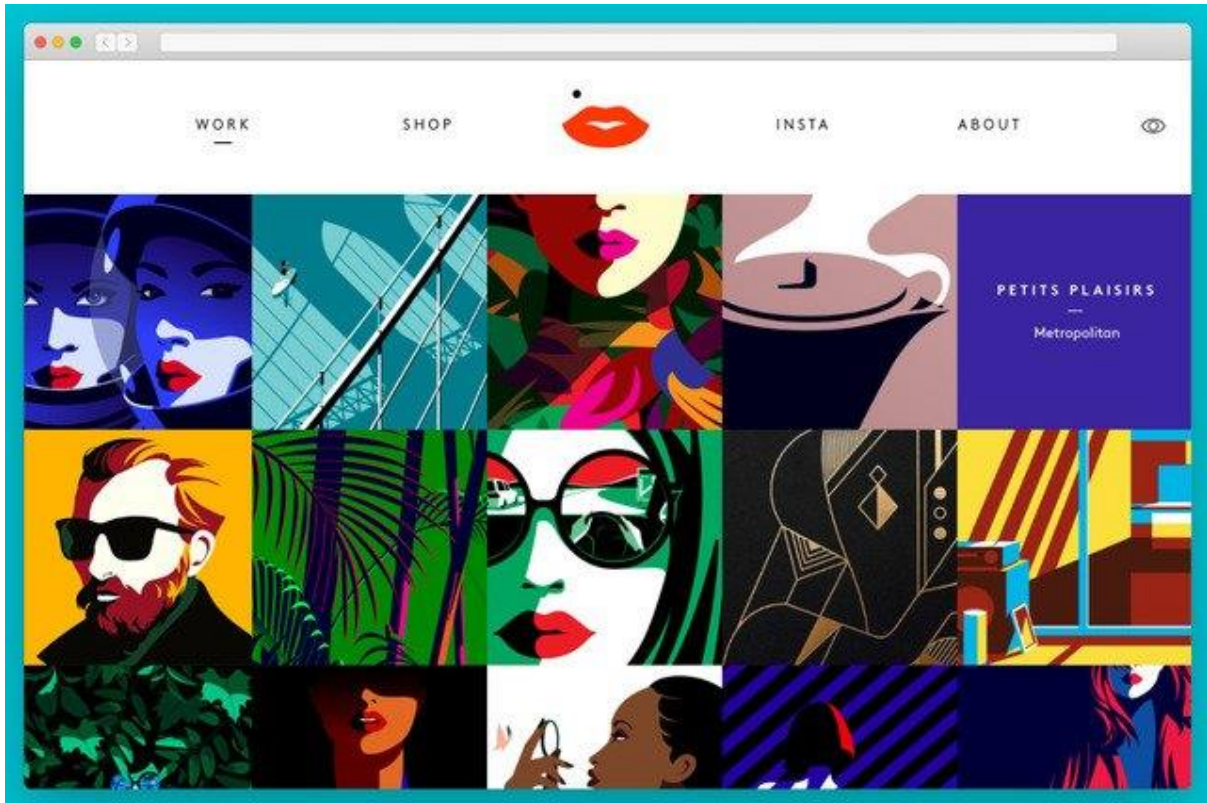 WORK
SHOP
INSTA
ABOUT
PETITS PLAISIRS
Metropolitan